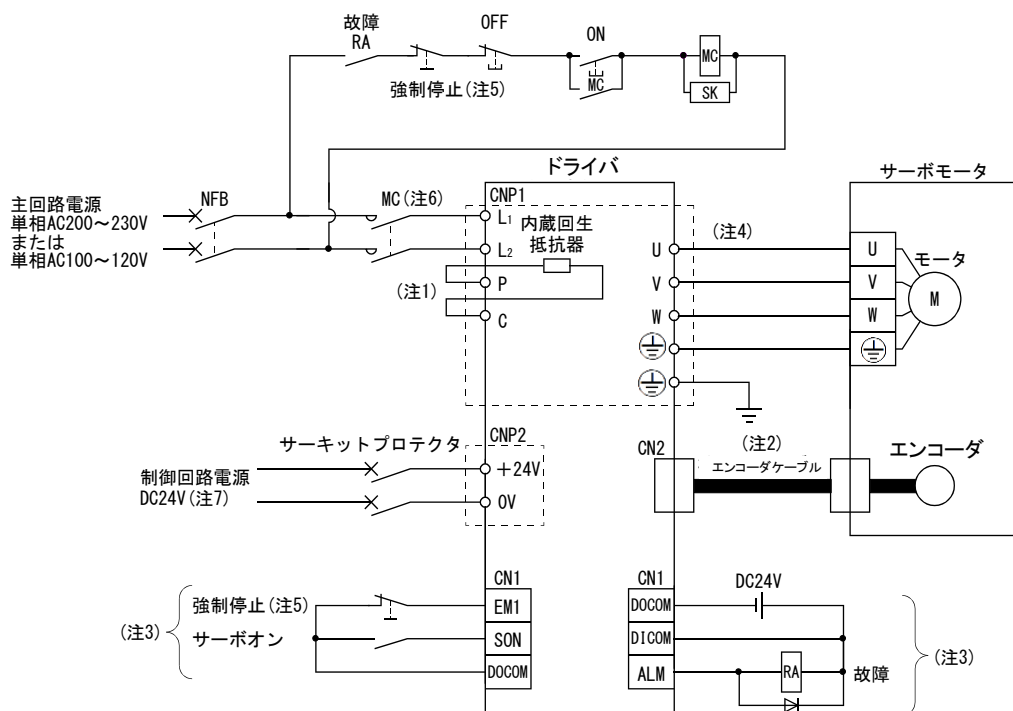 故障
RA
OFF
ON
MC
強制停止(注5)
MC
SK
ドライバ
サーボモータ
主回路電源
単相AC200～230V
または
単相AC100～120V
NFB
MC(注6)
CNP1
L1
内蔵回生
抵抗器
L2
(注1)
P
C
U
V
W
(注4)
U
V
W
モータ
M
サーキットプロテクタ
CNP2
制御回路電源
DC24V(注7)
+24V
0V
CN2
(注2)
エンコーダケーブル
エンコーダ
CN1
(注3)
強制停止(注5)
サーボオン
EM1
SON
DOCOM
CN1
DC24V
DOCOM
DICOM
ALM
RA
故障
(注3)